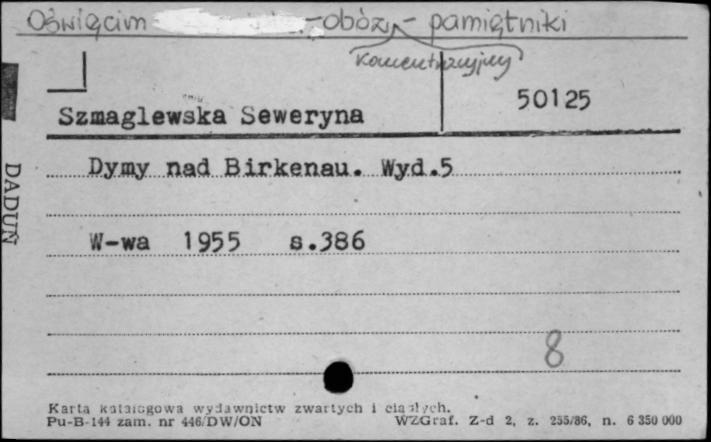 Oświęcim - obóz - pamiętniki
koncentracyjny
50125
Szmaglewska Seweryna
Dymy nad Birkenau. Wyd.5
W-wa 1955 s.386
8
DADUŃ
Karta katalogowa wydawnictw zwartych i ciągłych.
Pu-B-144 zam. nr 446/DW/ON WZGraf. Z-d 2, z. 255/86, n. 6 350 000